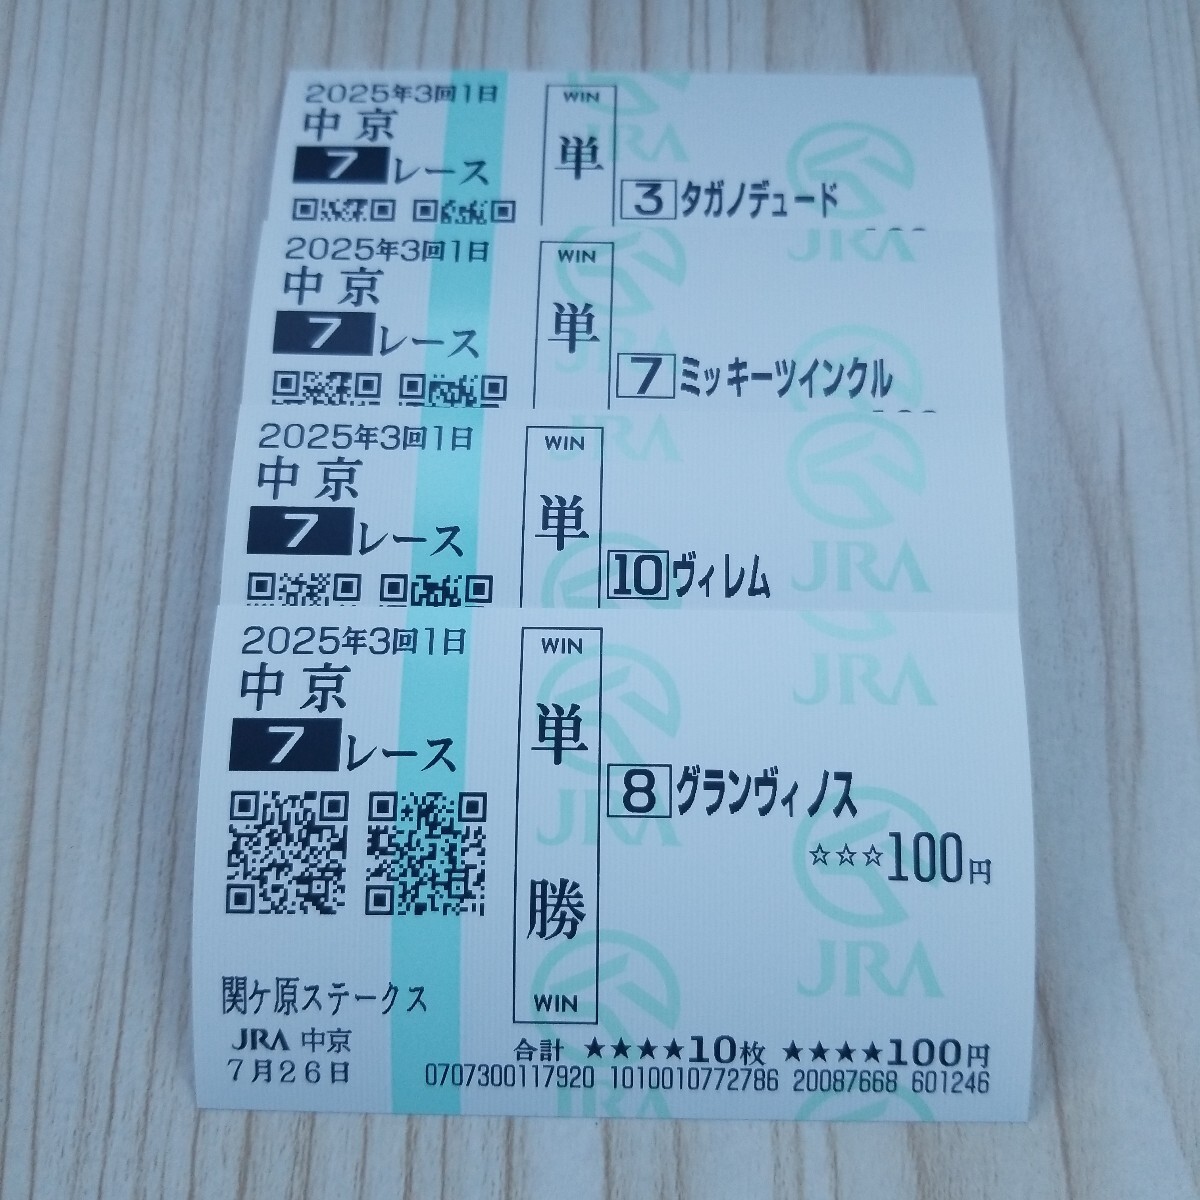 2025年3回1日
中京
7レース
WIN
単
3 タガノデュード
JRA
2025年3回1日
中京
7レース
WIN
単
7 ミッキーツインクル
JRA
2025年3回1日
中京
7レース
WIN
単
10 ヴィレム
JRA
2025年3回1日
中京
7レース
WIN
単勝
WIN
8 グランヴィノス
☆☆☆100円
JRA
関ケ原ステークス
JRA 中京
7月26日
合計 ★★★★10枚 ★★★★100円
0707300117920 1010010772786 20087668 601246